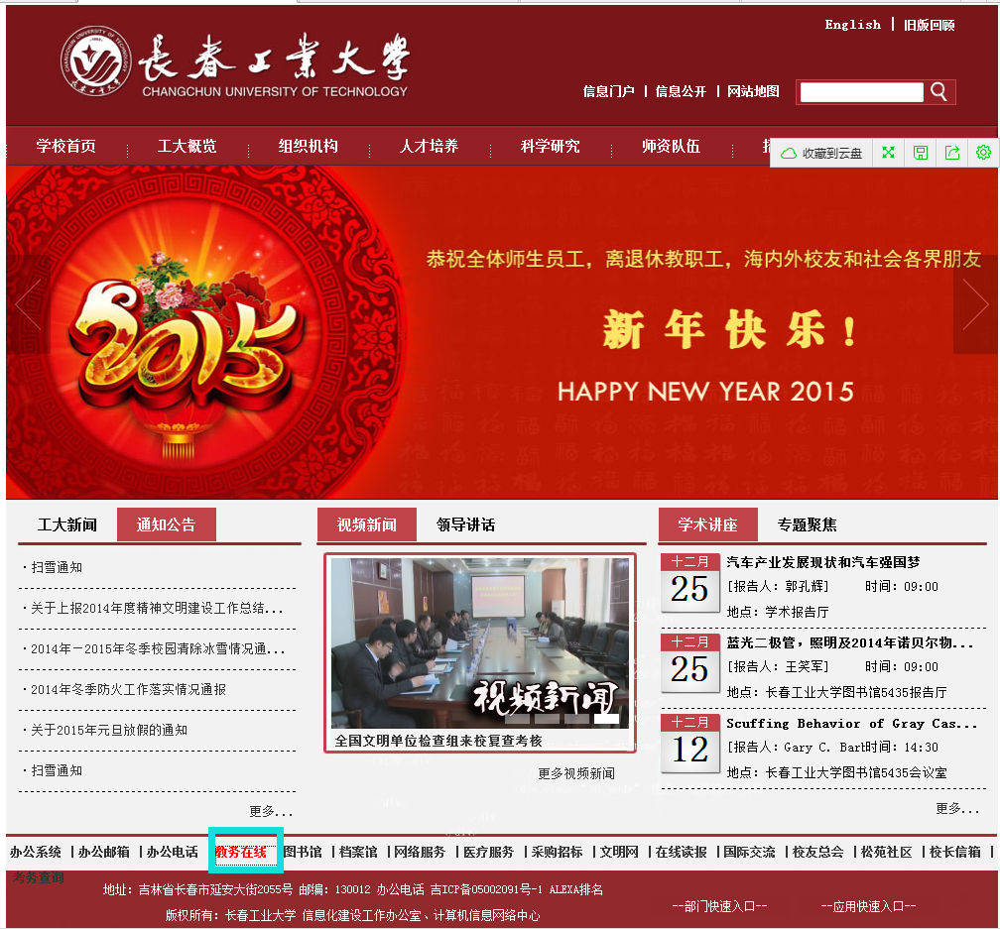 English | 旧版回顾
長春工業大學
CHANGCHUN UNIVERSITY OF TECHNOLOGY
信息门户 | 信息公开 | 网站地图
学校首页 工大概览 组织机构 人才培养 科学研究 师资队伍
收藏到云盘
恭祝全体师生员工，离退休教职工，海内外校友和社会各界朋友
2015
新年快乐！
HAPPY NEW YEAR 2015
工大新闻 通知公告
·扫雪通知
·关于上报2014年度精神文明建设工作总结...
·2014年—2015年冬季校园清除冰雪情况通...
·2014年冬季防火工作落实情况通报
·关于2015年元旦放假的通知
·扫雪通知
更多...
视频新闻 领导讲话
视频新闻
全国文明单位检查组来校复查考核
更多视频新闻
学术讲座 专题聚焦
十二月
25
汽车产业发展现状和汽车强国梦
[报告人：郭孔辉] 时间：09:00
地点：学术报告厅
十二月
25
蓝光二极管，照明及2014年诺贝尔物...
[报告人：王笑军] 时间：09:00
地点：长春工业大学图书馆5435报告厅
十二月
12
Scuffing Behavior of Gray Cas...
[报告人：Gary C. Bar时间：14:30
地点：长春工业大学图书馆5435会议室
更多...
办公系统 | 办公邮箱 | 办公电话 教务在线 图书馆 | 档案馆 | 网络服务 | 医疗服务 | 采购招标 | 文明网 | 在线读报 | 国际交流 | 校友总会 | 松苑社区 | 校长信箱 |
考务查询
地址：吉林省长春市延安大街2055号 邮编：130012 办公电话 吉ICP备05002091号-1 ALEXA排名
版权所有：长春工业大学 信息化建设工作办公室、计算机信息网络中心
--部门快速入口-- --应用快速入口--